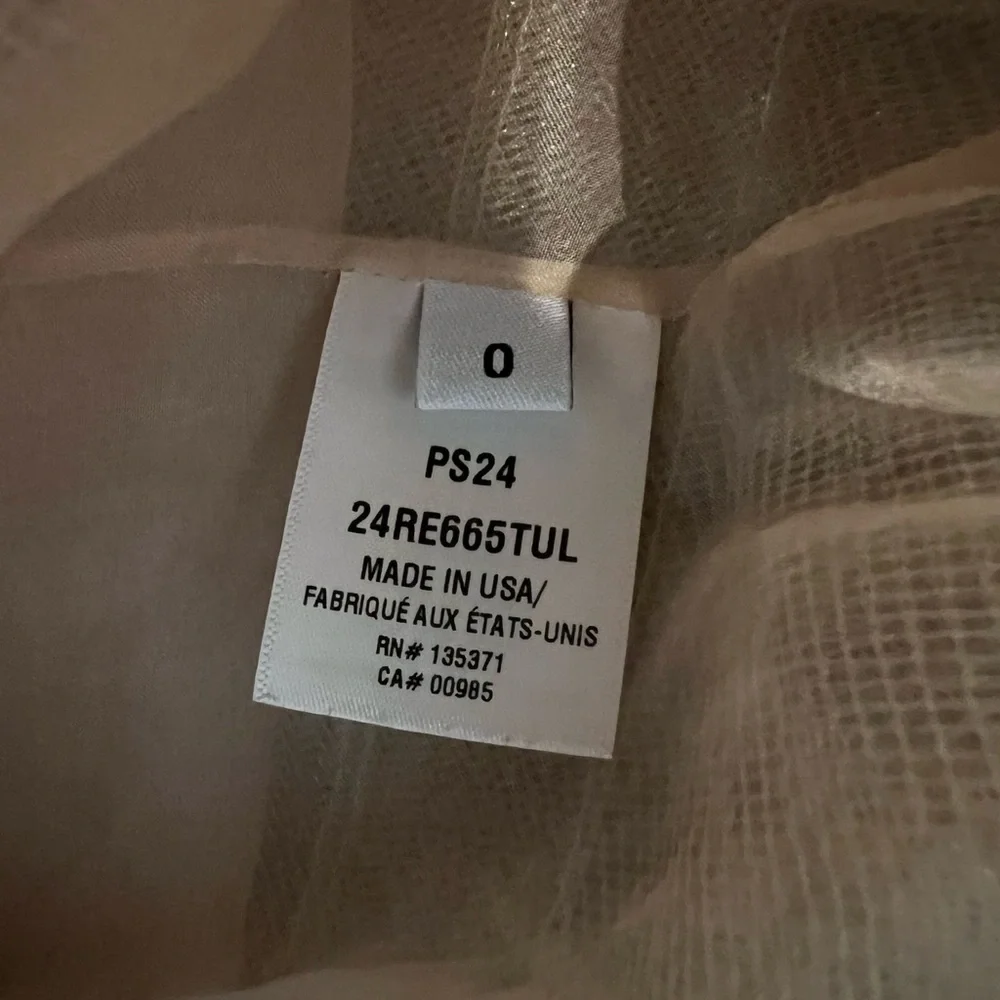 0
PS24
24RE665TUL
MADE IN USA/
FABRIQUÉ AUX ÉTATS-UNIS
RN# 135371
CA# 00985